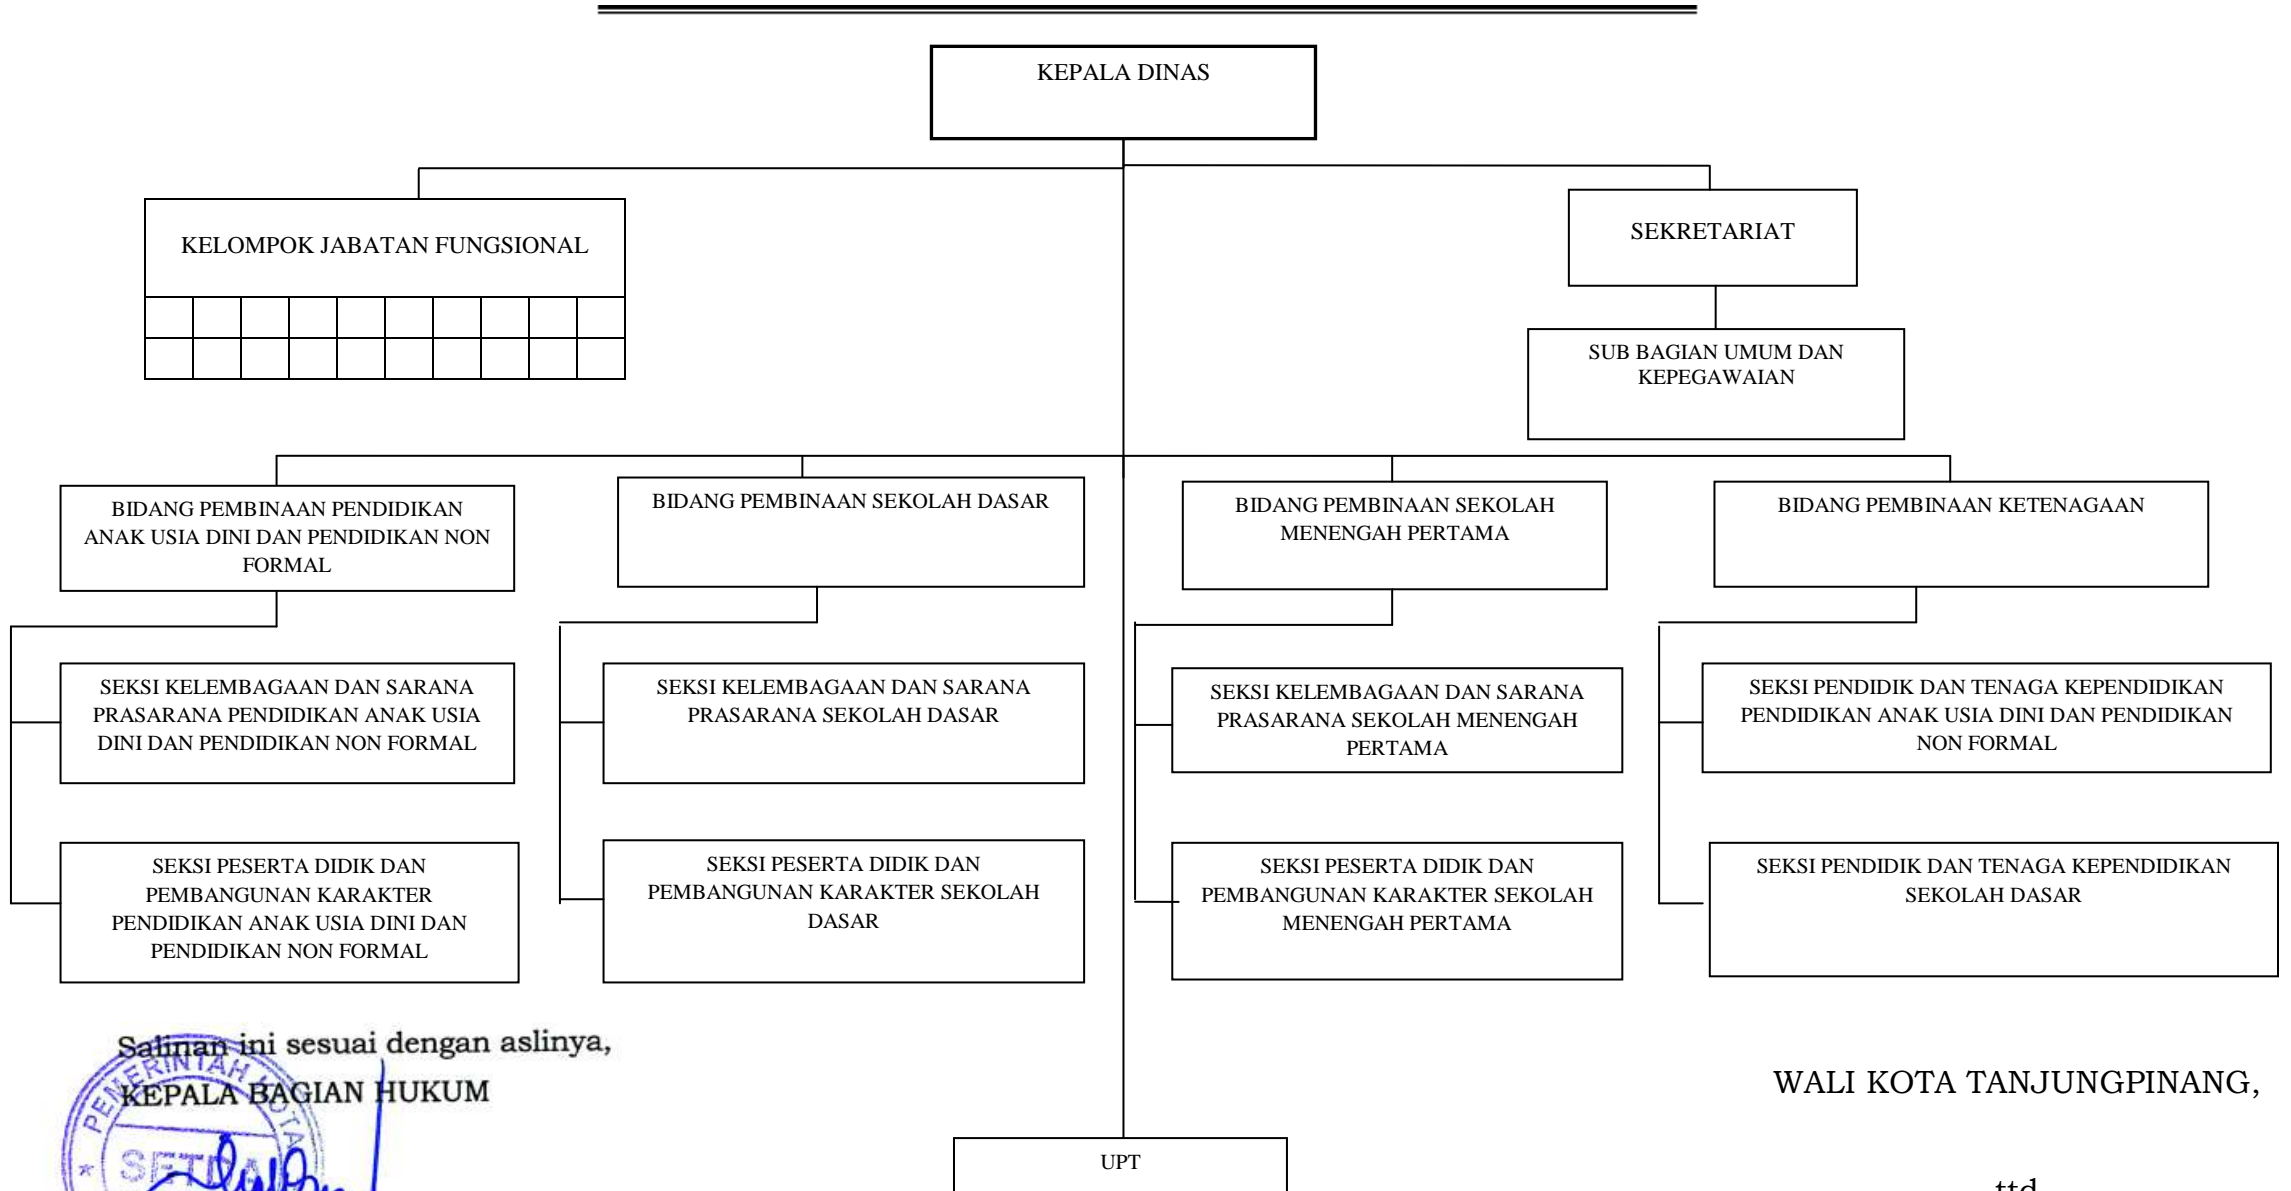 KEPALA DINAS
KELOMPOK JABATAN FUNGSIONAL
SEKRETARIAT
SUB BAGIAN UMUM DAN
KEPEGAWAIAN
BIDANG PEMBINAAN PENDIDIKAN
ANAK USIA DINI DAN PENDIDIKAN NON
FORMAL
BIDANG PEMBINAAN SEKOLAH DASAR
BIDANG PEMBINAAN SEKOLAH
MENENGAH PERTAMA
BIDANG PEMBINAAN KETENAGAAN
SEKSI KELEMBAGAAN DAN SARANA
PRASARANA PENDIDIKAN ANAK USIA
DINI DAN PENDIDIKAN NON FORMAL
SEKSI KELEMBAGAAN DAN SARANA
PRASARANA SEKOLAH DASAR
SEKSI KELEMBAGAAN DAN SARANA
PRASARANA SEKOLAH MENENGAH
PERTAMA
SEKSI PENDIDIK DAN TENAGA KEPENDIDIKAN
PENDIDIKAN ANAK USIA DINI DAN PENDIDIKAN
NON FORMAL
SEKSI PESERTA DIDIK DAN
PEMBANGUNAN KARAKTER
PENDIDIKAN ANAK USIA DINI DAN
PENDIDIKAN NON FORMAL
SEKSI PESERTA DIDIK DAN
PEMBANGUNAN KARAKTER SEKOLAH
DASAR
SEKSI PESERTA DIDIK DAN
PEMBANGUNAN KARAKTER SEKOLAH
MENENGAH PERTAMA
SEKSI PENDIDIK DAN TENAGA KEPENDIDIKAN
SEKOLAH DASAR
Salinan ini sesuai dengan aslinya,
KEPALA BAGIAN HUKUM
PEMERINTAH KOTA
WALI KOTA TANJUNGPINANG,
UPT
ttd